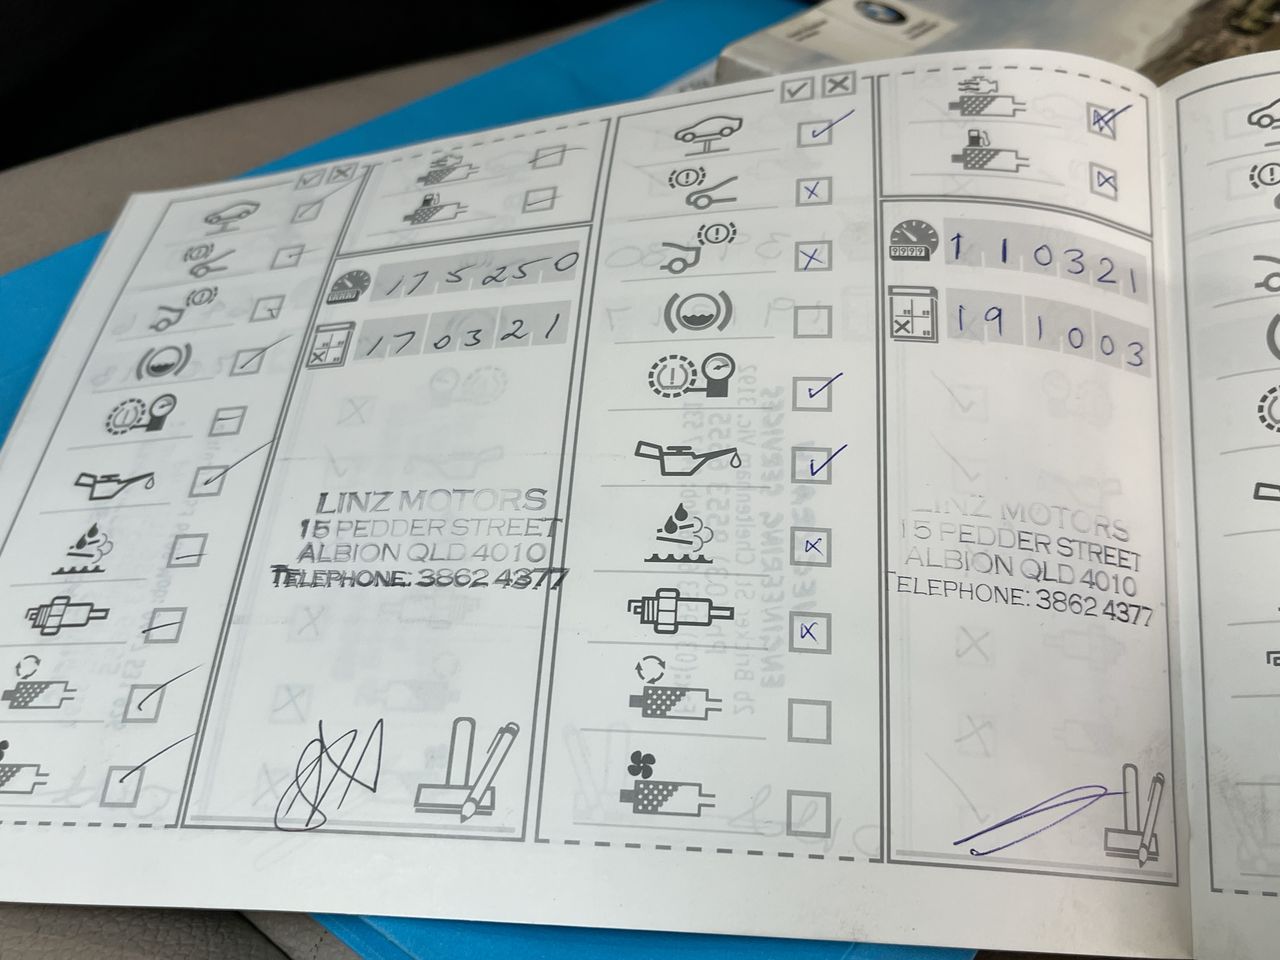 175250
170321
LINZ MOTORS
15 PEDDER STREET
ALBION QLD 4010
TELEPHONE: 3862 4377
110321
191003
LINZ MOTORS
15 PEDDER STREET
ALBION QLD 4010
TELEPHONE: 3862 4377